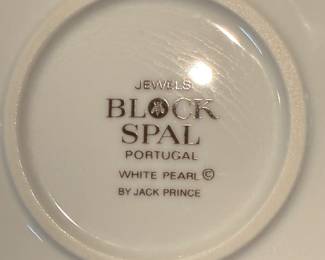 JEWELS
BLOCK
SPAL
PORTUGAL
WHITE PEARL ©
BY JACK PRINCE